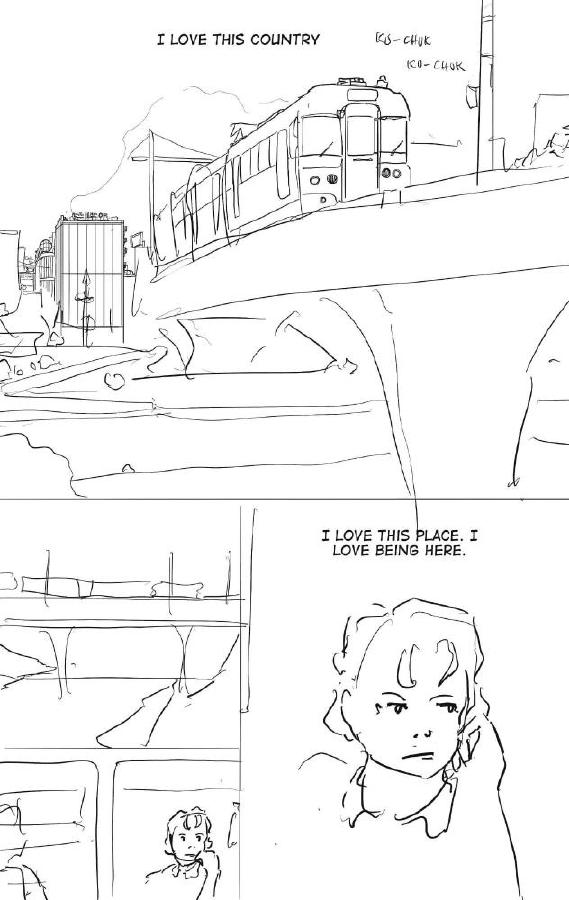 I LOVE THIS COUNTRY
KU-CHUK
KU-CHUK
I LOVE THIS PLACE. I
LOVE BEING HERE.